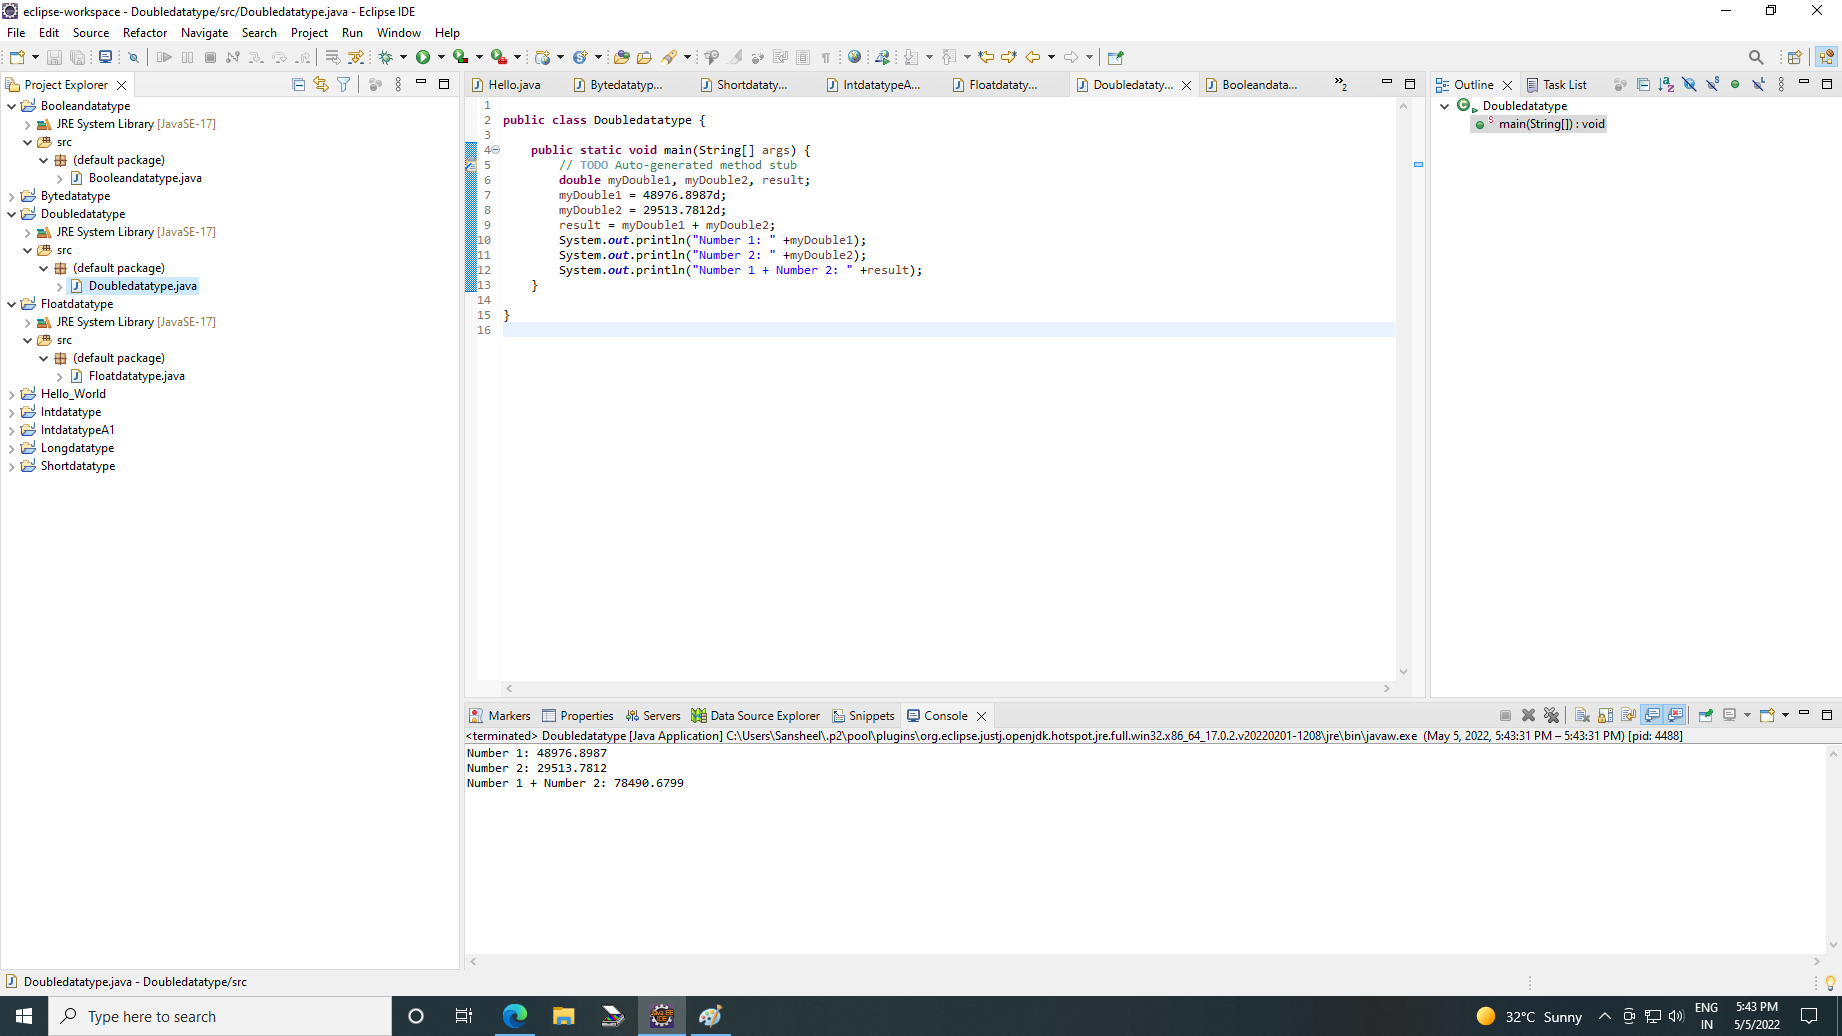 eclipse-workspace - Doubledatatype/src/Doubledatatype.java - Eclipse IDE
File Edit Source Refactor Navigate Search Project Run Window Help
Project Explorer
Booleandatatype
JRE System Library [JavaSE-17]
src
(default package)
Booleandatatype.java
Bytedatatype
Doubledatatype
JRE System Library [JavaSE-17]
src
(default package)
Doubledatatype.java
Floatdatatype
JRE System Library [JavaSE-17]
src
(default package)
Floatdatatype.java
Hello_World
Intdatatype
IntdatatypeA1
Longdatatype
Shortdatatype
Hello.java Bytedatatyp... Shortdataty... IntdatatypeA... Floatdataty... Doubledataty... Booleandata... »2
1
2 public class Doubledatatype {
3
4 public static void main(String[] args) {
5 // TODO Auto-generated method stub
6 double myDouble1, myDouble2, result;
7 myDouble1 = 48976.8987d;
8 myDouble2 = 29513.7812d;
9 result = myDouble1 + myDouble2;
10 System.out.println("Number 1: " +myDouble1);
11 System.out.println("Number 2: " +myDouble2);
12 System.out.println("Number 1 + Number 2: " +result);
13 }
14
15 }
16
Outline Task List
Doubledatatype
main(String[]) : void
Markers Properties Servers Data Source Explorer Snippets Console
<terminated> Doubledatatype [Java Application] C:\Users\Sansheel\.p2\pool\plugins\org.eclipse.justj.openjdk.hotspot.jre.full.win32.x86_64_17.0.2.v20220201-1208\jre\bin\javaw.exe (May 5, 2022, 5:43:31 PM – 5:43:31 PM) [pid: 4488]
Number 1: 48976.8987
Number 2: 29513.7812
Number 1 + Number 2: 78490.6799
Doubledatatype.java - Doubledatatype/src
Type here to search
32°C Sunny
ENG
IN
5:43 PM
5/5/2022